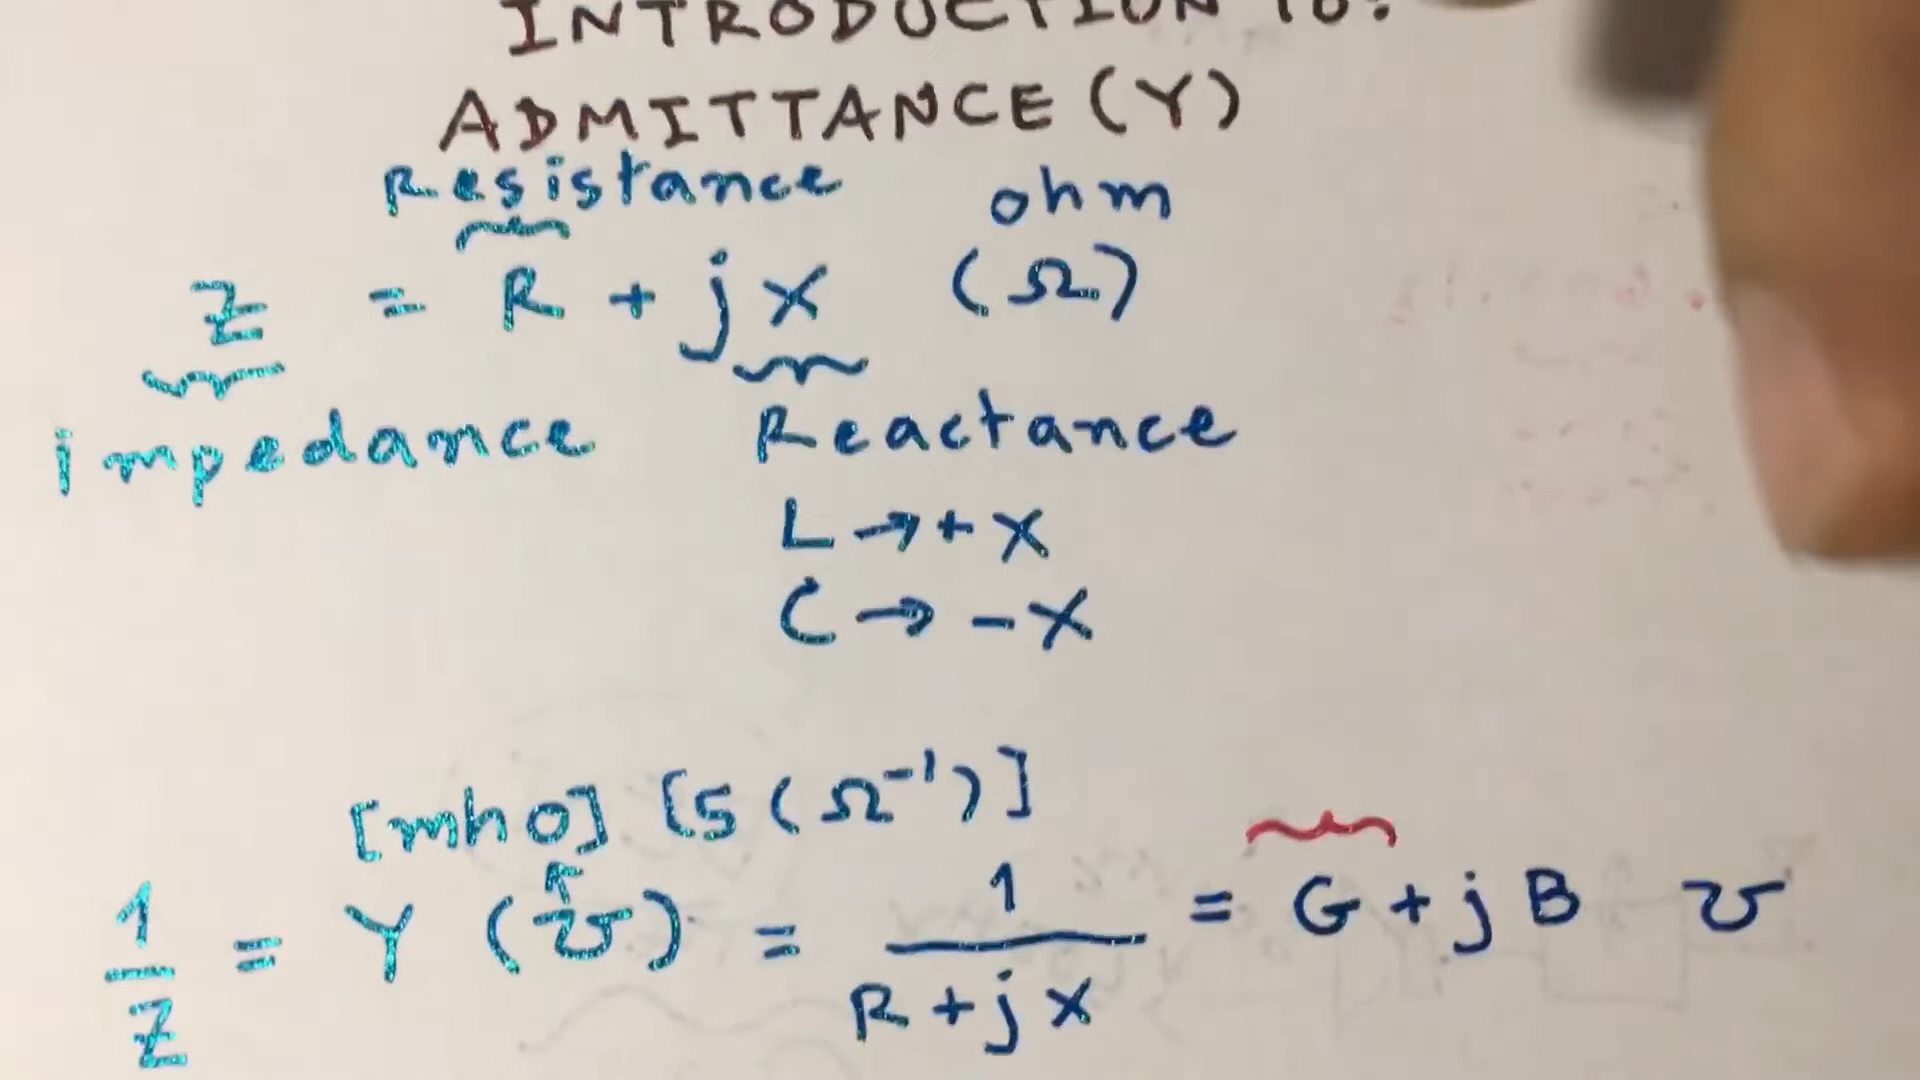 INTRODUCTION TO:
ADMITTANCE (Y)
Resistance ohm
Z = R + jX (Ω)
impedance Reactance
L → + X
C → - X
[mho] [S (Ω⁻¹)]
1/Z = Y (℧) = 1/(R + jX) = G + jB ℧